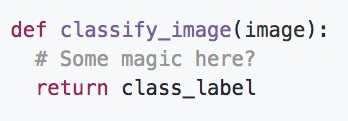 def classify_image(image):
  # Some magic here?
  return class_label